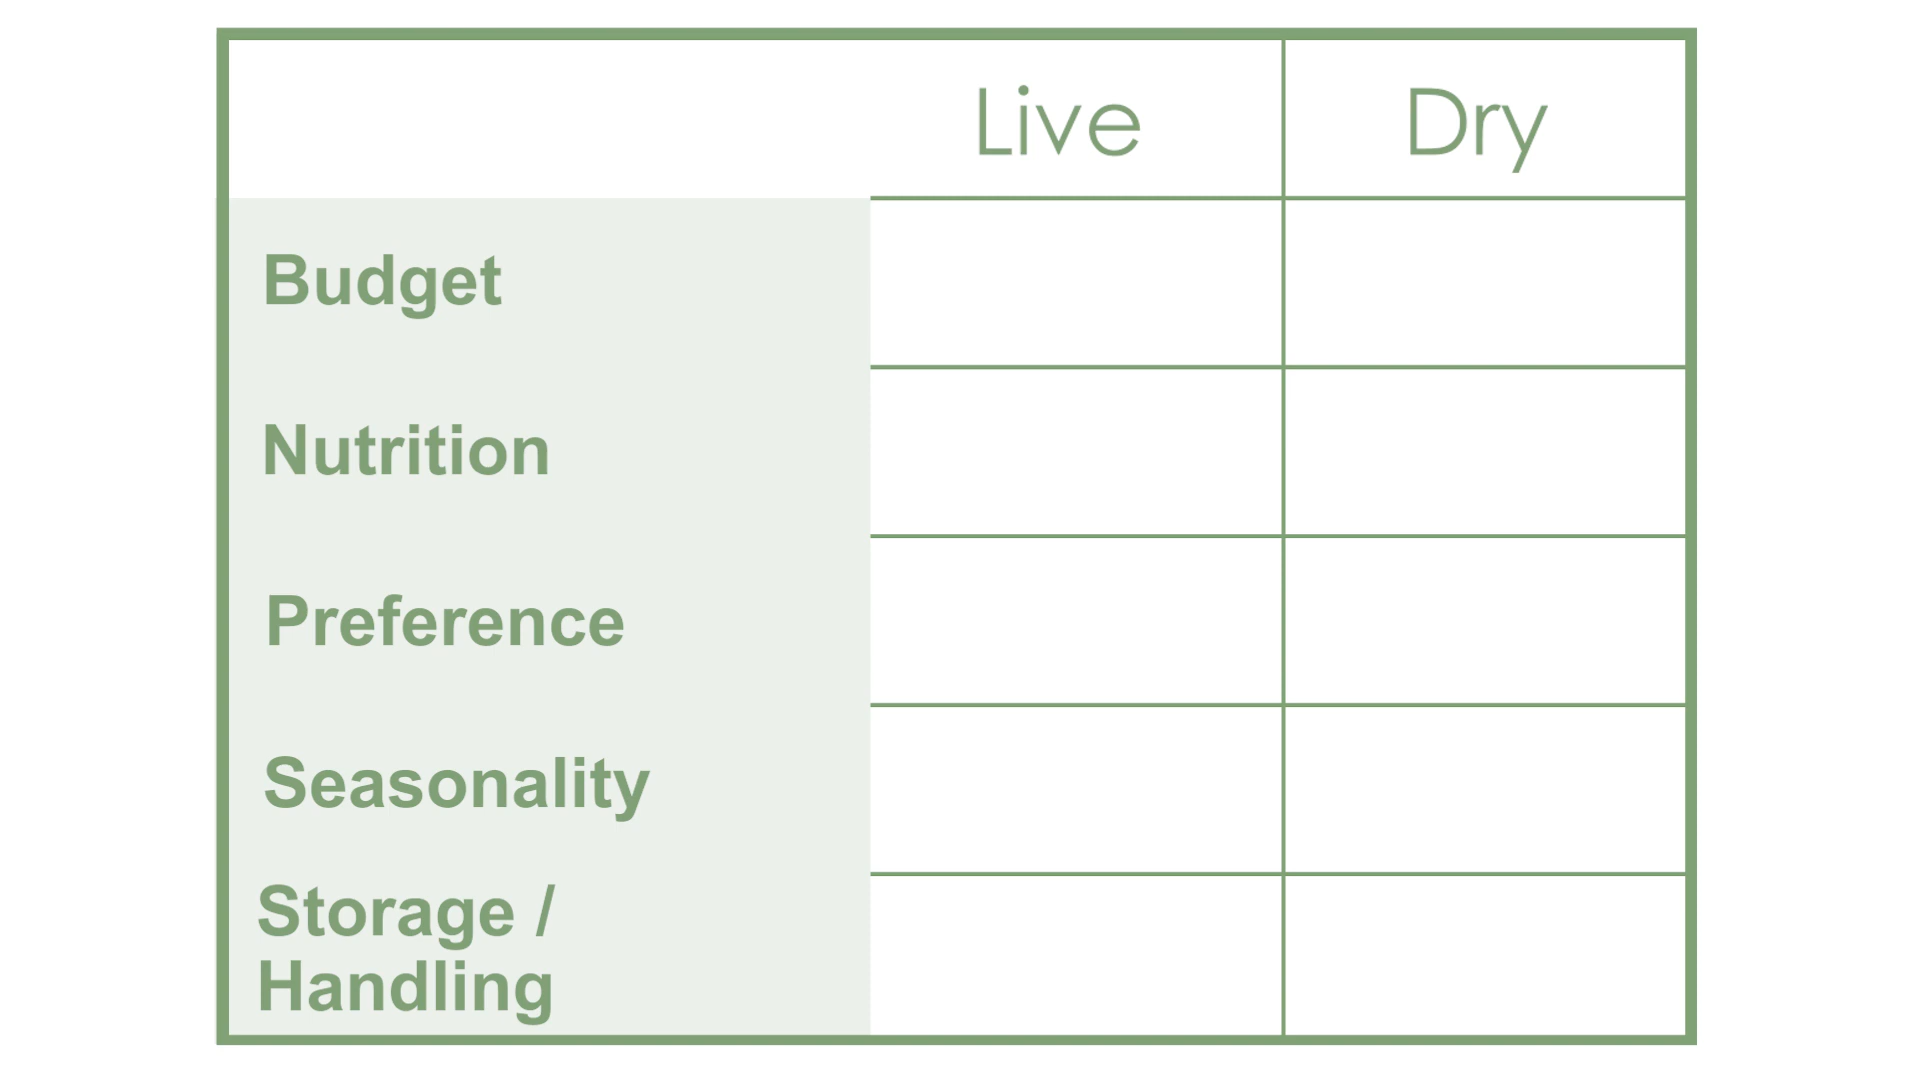 Live Dry
Budget
Nutrition
Preference
Seasonality
Storage /
Handling